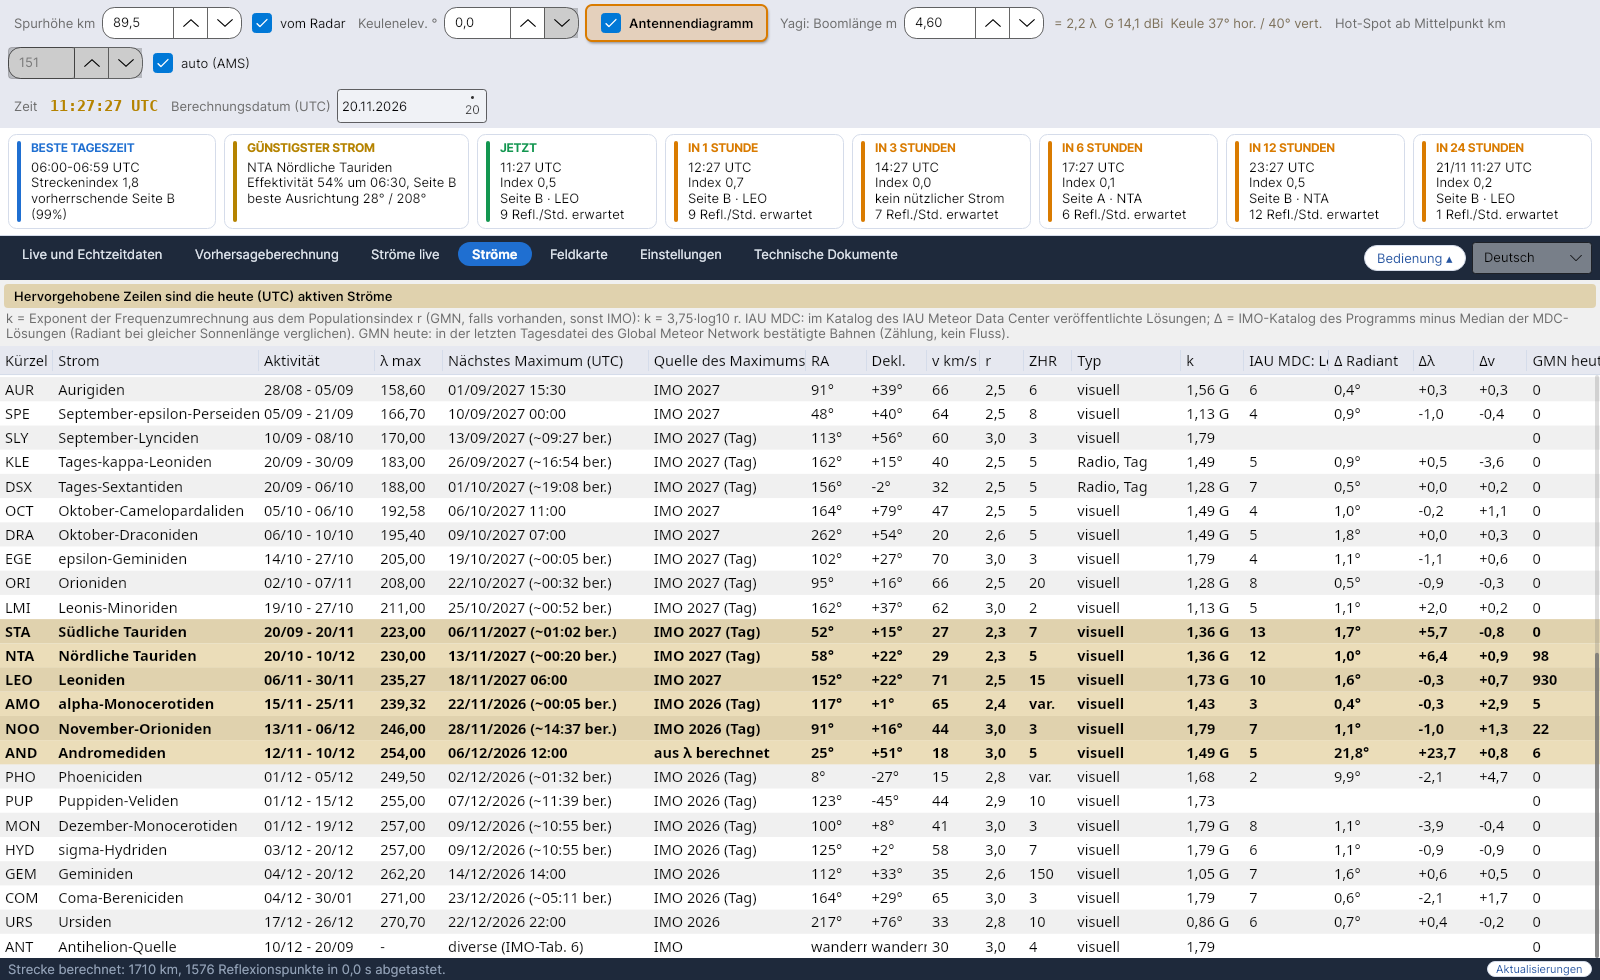 Spurhöhe km 89,5 vom Radar Keulenelev. ° 0,0 Antennendiagramm Yagi: Boomlänge m 4,60 = 2,2 λ G 14,1 dBi Keule 37° hor. / 40° vert. Hot-Spot ab Mittelpunkt km
151 auto (AMS)
Zeit 11:27:27 UTC Berechnungsdatum (UTC) 20.11.2026 20
BESTE TAGESZEIT
06:00-06:59 UTC
Streckenindex 1,8
vorherrschende Seite B
(99%)
GÜNSTIGSTER STROM
NTA Nördliche Tauriden
Effektivität 54% um 06:30, Seite B
beste Ausrichtung 28° / 208°
JETZT
11:27 UTC
Index 0,5
Seite B · LEO
9 Refl./Std. erwartet
IN 1 STUNDE
12:27 UTC
Index 0,7
Seite B · LEO
9 Refl./Std. erwartet
IN 3 STUNDEN
14:27 UTC
Index 0,0
kein nützlicher Strom
7 Refl./Std. erwartet
IN 6 STUNDEN
17:27 UTC
Index 0,1
Seite A · NTA
6 Refl./Std. erwartet
IN 12 STUNDEN
23:27 UTC
Index 0,5
Seite B · NTA
12 Refl./Std. erwartet
IN 24 STUNDEN
21/11 11:27 UTC
Index 0,2
Seite B · LEO
1 Refl./Std. erwartet
Live und Echtzeitdaten Vorhersageberechnung Ströme live Ströme Feldkarte Einstellungen Technische Dokumente Bedienung ▴ Deutsch
Hervorgehobene Zeilen sind die heute (UTC) aktiven Ströme
k = Exponent der Frequenzumrechnung aus dem Populationsindex r (GMN, falls vorhanden, sonst IMO): k = 3,75·log10 r. IAU MDC: im Katalog des IAU Meteor Data Center veröffentlichte Lösungen; Δ = IMO-Katalog des Programms minus Median der MDC-
Lösungen (Radiant bei gleicher Sonnenlänge verglichen). GMN heute: in der letzten Tagesdatei des Global Meteor Network bestätigte Bahnen (Zählung, kein Fluss).
Kürzel Strom Aktivität λ max Nächstes Maximum (UTC) Quelle des Maximums RA Dekl. v km/s r ZHR Typ k IAU MDC: Lö Δ Radiant Δλ Δv GMN heut
AUR Aurigiden 28/08 - 05/09 158,60 01/09/2027 15:30 IMO 2027 91° +39° 66 2,5 6 visuell 1,56 G 6 0,4° +0,3 +0,3 0
SPE September-epsilon-Perseiden 05/09 - 21/09 166,70 10/09/2027 00:00 IMO 2027 48° +40° 64 2,5 8 visuell 1,13 G 4 0,9° -1,0 -0,4 0
SLY September-Lynciden 10/09 - 08/10 170,00 13/09/2027 (~09:27 ber.) IMO 2027 (Tag) 113° +56° 60 3,0 3 visuell 1,79 0
KLE Tages-kappa-Leoniden 20/09 - 30/09 183,00 26/09/2027 (~16:54 ber.) IMO 2027 (Tag) 162° +15° 40 2,5 5 Radio, Tag 1,49 5 0,9° +0,5 -3,6 0
DSX Tages-Sextantiden 20/09 - 06/10 188,00 01/10/2027 (~19:08 ber.) IMO 2027 (Tag) 156° -2° 32 2,5 5 Radio, Tag 1,28 G 7 0,5° +0,0 +0,2 0
OCT Oktober-Camelopardaliden 05/10 - 06/10 192,58 06/10/2027 11:00 IMO 2027 164° +79° 47 2,5 5 visuell 1,49 G 4 1,0° -0,2 +1,1 0
DRA Oktober-Draconiden 06/10 - 10/10 195,40 09/10/2027 07:00 IMO 2027 262° +54° 20 2,6 5 visuell 1,49 G 5 1,8° +0,0 +0,3 0
EGE epsilon-Geminiden 14/10 - 27/10 205,00 19/10/2027 (~00:05 ber.) IMO 2027 (Tag) 102° +27° 70 3,0 3 visuell 1,79 4 1,1° -1,1 +0,6 0
ORI Orioniden 02/10 - 07/11 208,00 22/10/2027 (~00:32 ber.) IMO 2027 (Tag) 95° +16° 66 2,5 20 visuell 1,28 G 8 0,5° -0,9 -0,3 0
LMI Leonis-Minoriden 19/10 - 27/10 211,00 25/10/2027 (~00:52 ber.) IMO 2027 (Tag) 162° +37° 62 3,0 2 visuell 1,13 G 5 1,1° +2,0 +0,2 0
STA Südliche Tauriden 20/09 - 20/11 223,00 06/11/2027 (~01:02 ber.) IMO 2027 (Tag) 52° +15° 27 2,3 7 visuell 1,36 G 13 1,7° +5,7 -0,8 0
NTA Nördliche Tauriden 20/10 - 10/12 230,00 13/11/2027 (~00:20 ber.) IMO 2027 (Tag) 58° +22° 29 2,3 5 visuell 1,36 G 12 1,0° +6,4 +0,9 98
LEO Leoniden 06/11 - 30/11 235,27 18/11/2027 06:00 IMO 2027 152° +22° 71 2,5 15 visuell 1,73 G 10 1,6° -0,3 +0,7 930
AMO alpha-Monocerotiden 15/11 - 25/11 239,32 22/11/2026 (~00:05 ber.) IMO 2026 (Tag) 117° +1° 65 2,4 var. visuell 1,43 3 0,4° -0,3 +2,9 5
NOO November-Orioniden 13/11 - 06/12 246,00 28/11/2026 (~14:37 ber.) IMO 2026 (Tag) 91° +16° 44 3,0 3 visuell 1,79 7 1,1° -1,0 +1,3 22
AND Andromediden 12/11 - 10/12 254,00 06/12/2026 12:00 aus λ berechnet 25° +51° 18 3,0 5 visuell 1,49 G 5 21,8° +23,7 +0,8 6
PHO Phoeniciden 01/12 - 05/12 249,50 02/12/2026 (~01:32 ber.) IMO 2026 (Tag) 8° -27° 15 2,8 var. visuell 1,68 2 9,9° -2,1 +4,7 0
PUP Puppiden-Veliden 01/12 - 15/12 255,00 07/12/2026 (~11:39 ber.) IMO 2026 (Tag) 123° -45° 44 2,9 10 visuell 1,73 0
MON Dezember-Monocerotiden 01/12 - 19/12 257,00 09/12/2026 (~10:55 ber.) IMO 2026 (Tag) 100° +8° 41 3,0 3 visuell 1,79 G 8 1,1° -3,9 -0,4 0
HYD sigma-Hydriden 03/12 - 20/12 257,00 09/12/2026 (~10:55 ber.) IMO 2026 (Tag) 125° +2° 58 3,0 7 visuell 1,79 G 6 1,1° -0,9 -0,9 0
GEM Geminiden 04/12 - 20/12 262,20 14/12/2026 14:00 IMO 2026 112° +33° 35 2,6 150 visuell 1,05 G 7 1,6° +0,6 +0,5 0
COM Coma-Bereniciden 04/12 - 30/01 271,00 23/12/2026 (~05:11 ber.) IMO 2026 (Tag) 164° +29° 65 3,0 3 visuell 1,79 7 0,6° -2,1 +1,7 0
URS Ursiden 17/12 - 26/12 270,70 22/12/2026 22:00 IMO 2026 217° +76° 33 2,8 10 visuell 0,86 G 6 0,7° +0,4 -0,2 0
ANT Antihelion-Quelle 10/12 - 20/09 - diverse (IMO-Tab. 6) IMO wandern wandern 30 3,0 4 visuell 1,79 0
Strecke berechnet: 1710 km, 1576 Reflexionspunkte in 0,0 s abgetastet. Aktualisierungen